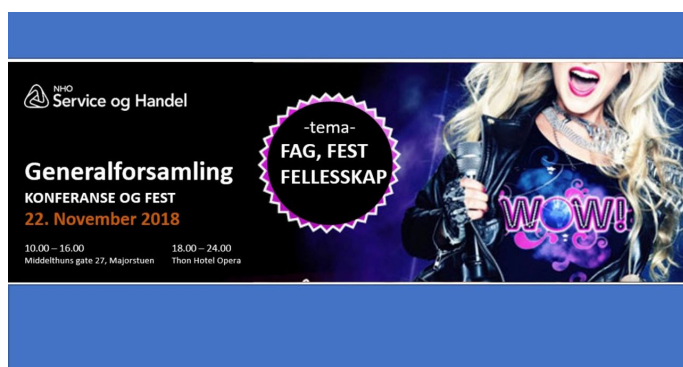 NHO
Service og Handel
Generalforsamling
KONFERANSE OG FEST
22. November 2018
10.00 – 16.00
Middelthuns gate 27, Majorstuen
18.00 – 24.00
Thon Hotel Opera
-tema-
FAG, FEST
FELLESSKAP
WOW!